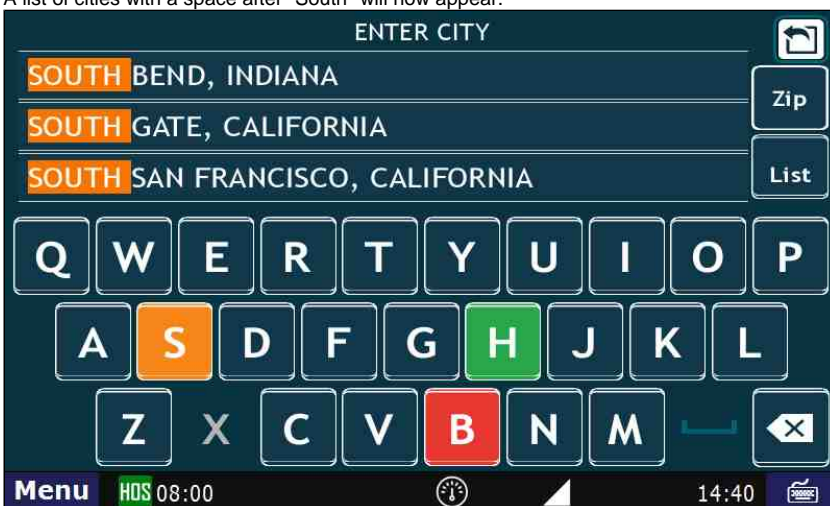 A list of cities with a space after "South" will now appear.
ENTER CITY
SOUTH BEND, INDIANA
Zip
SOUTH GATE, CALIFORNIA
SOUTH SAN FRANCISCO, CALIFORNIA
List
Q W E R T Y U I O P
A S D F G H J K L
Z X C V B N M
Menu HOS 08:00 14:40